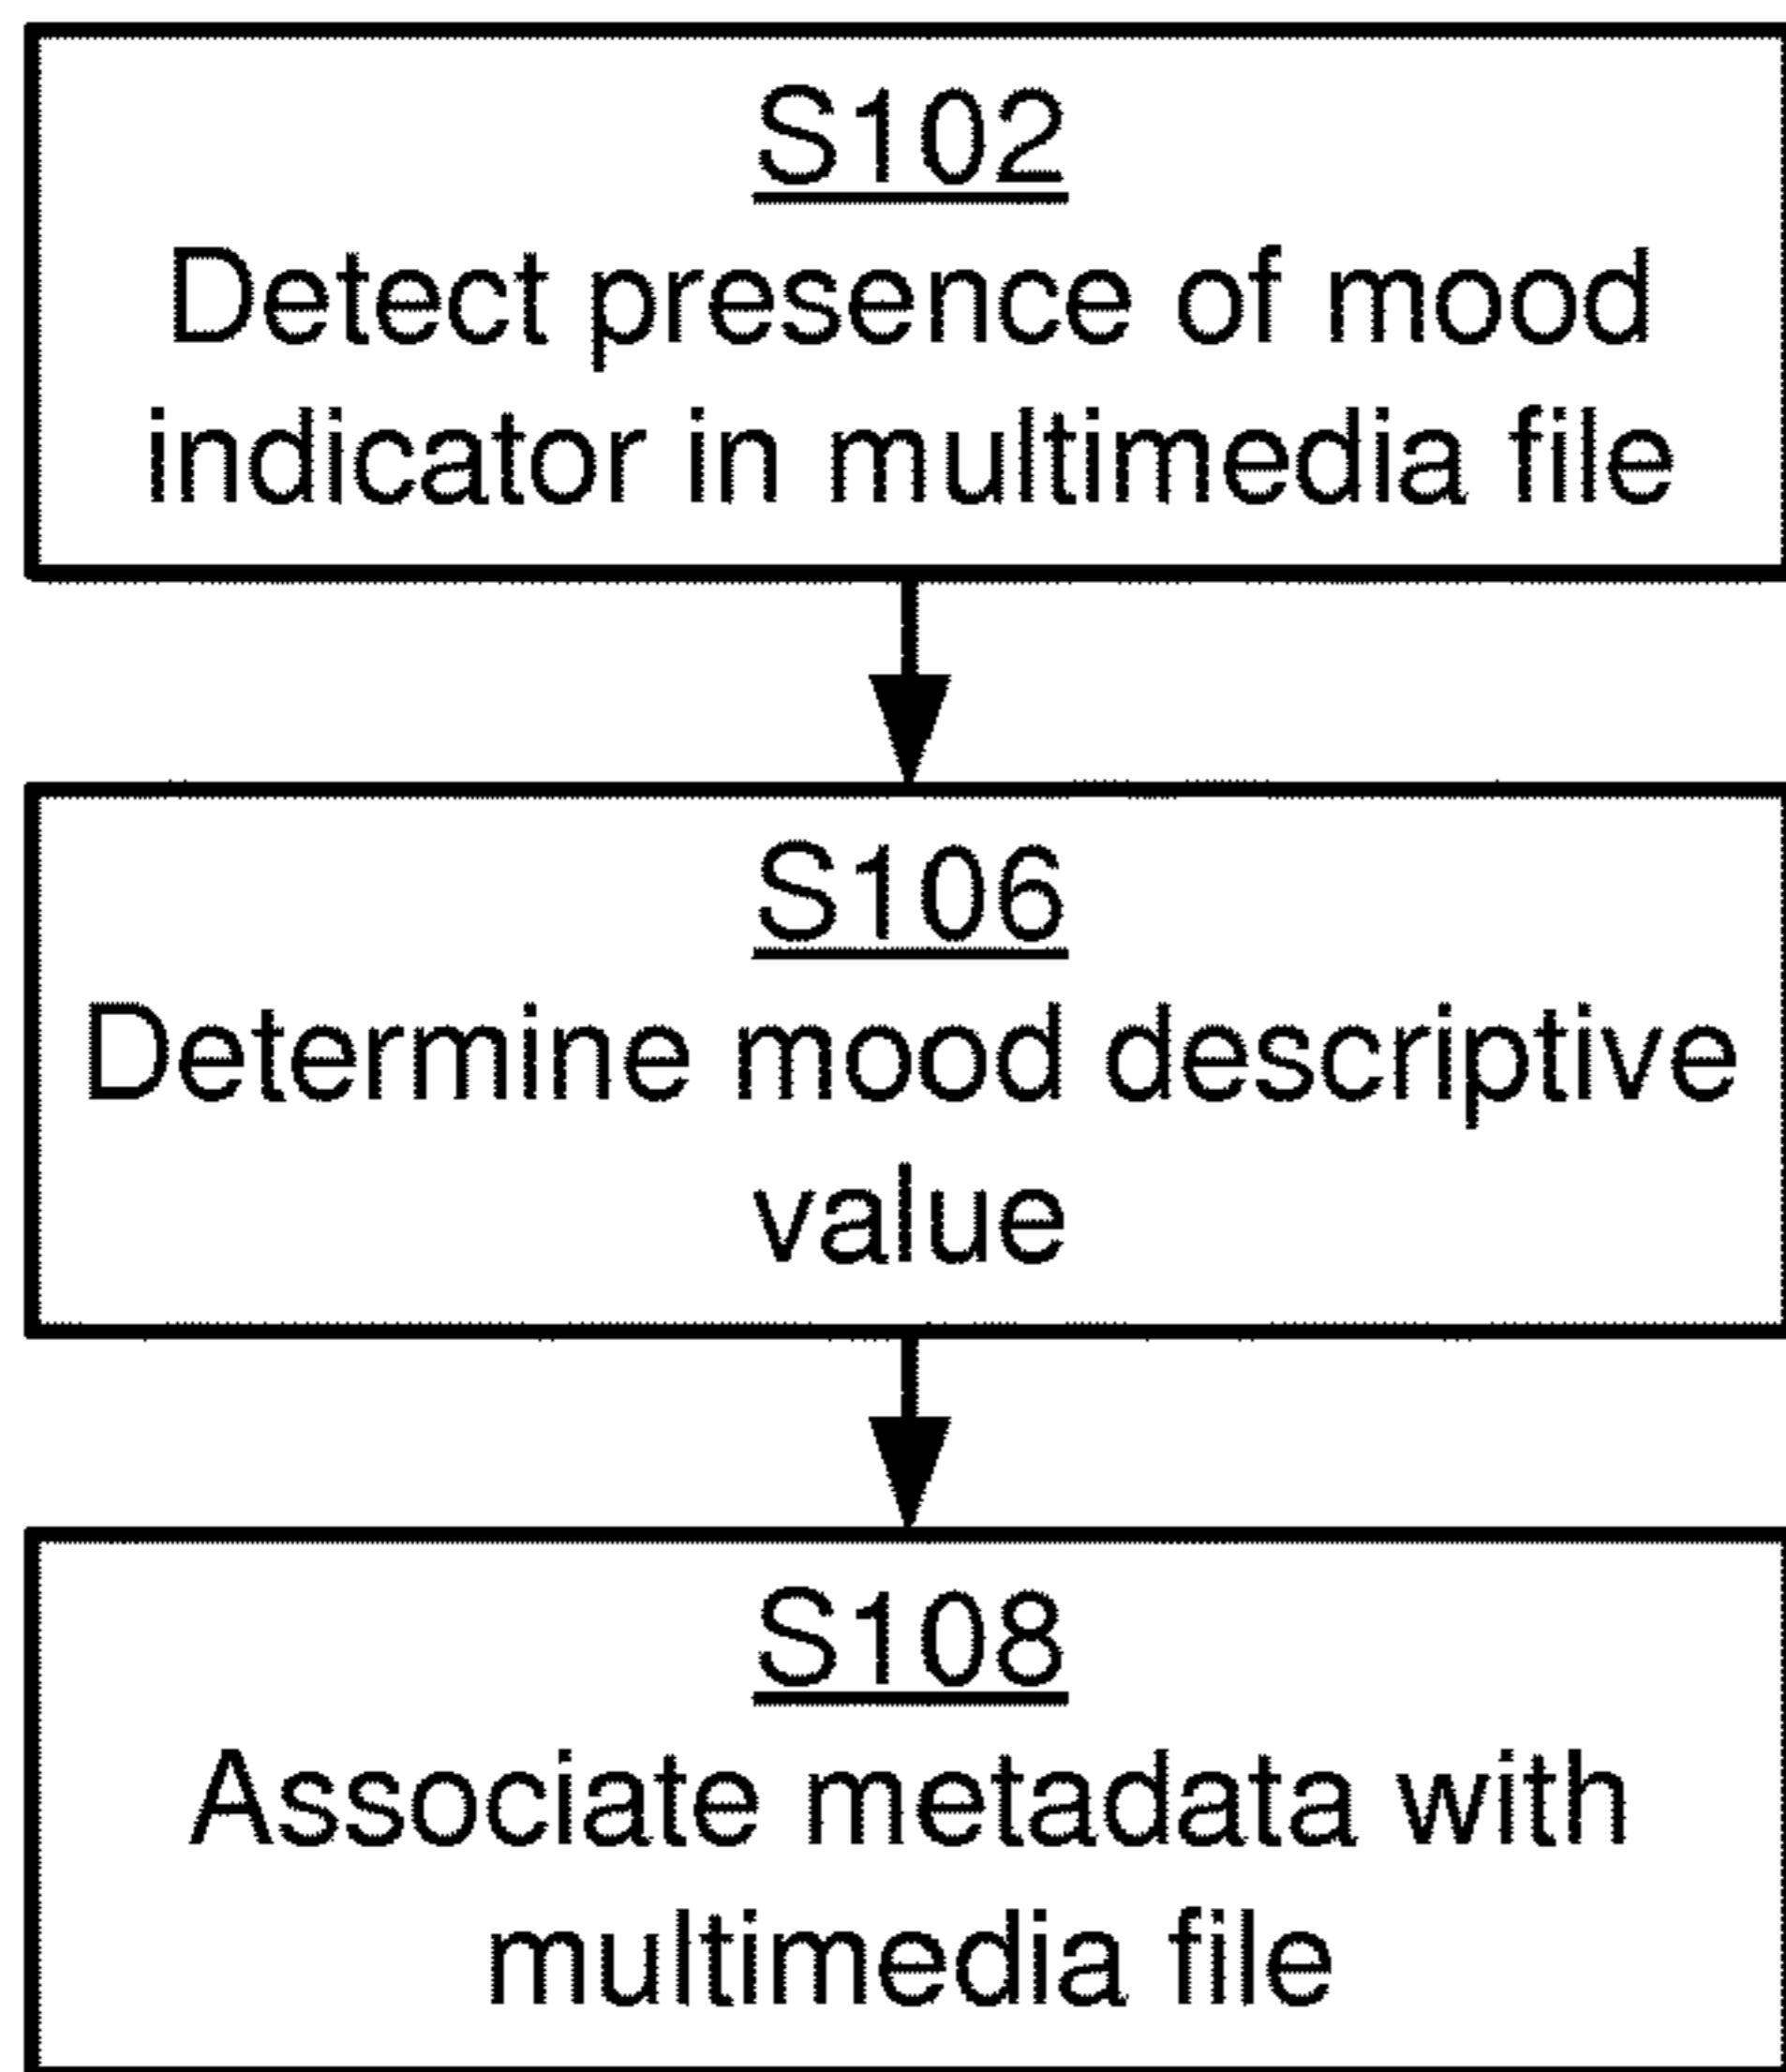 S102
Detect presence of mood
indicator in multimedia file
S106
Determine mood descriptive
value
S108
Associate metadata with
multimedia file